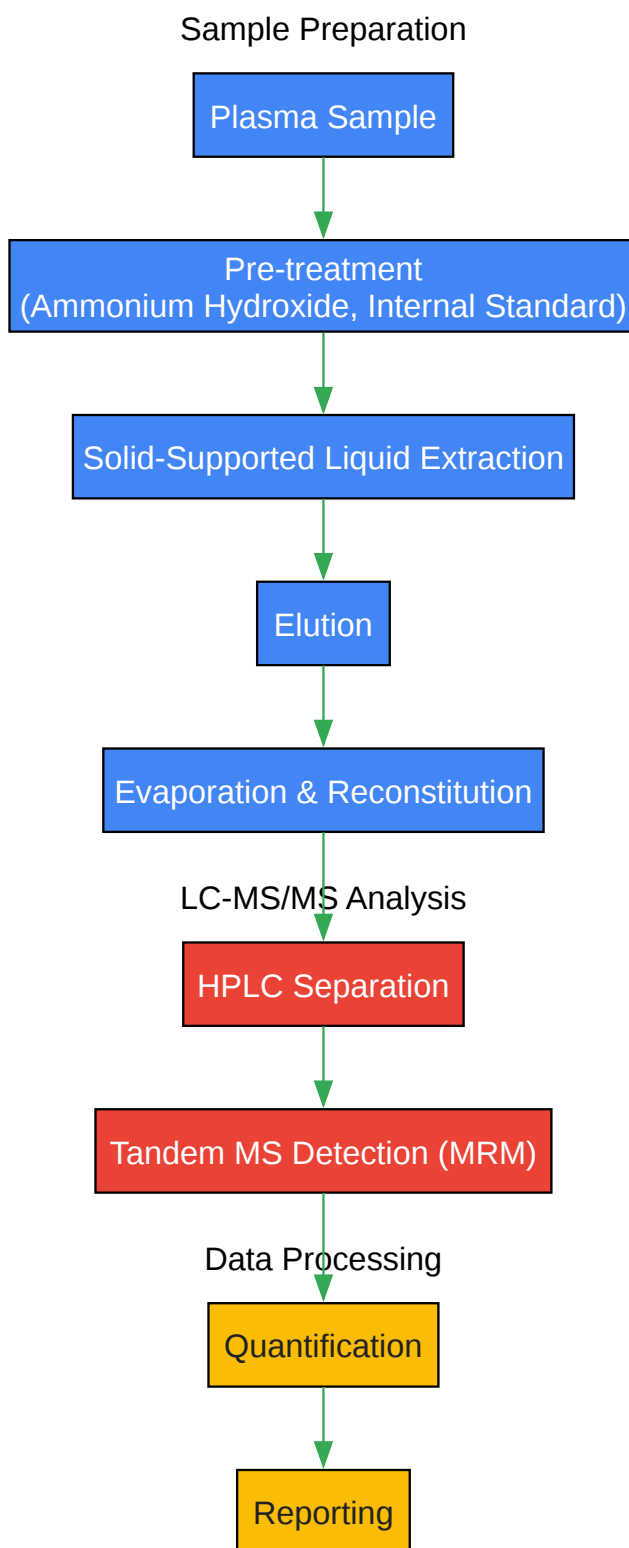 Sample Preparation
Plasma Sample
Pre-treatment
(Ammonium Hydroxide, Internal Standard)
Solid-Supported Liquid Extraction
Elution
Evaporation & Reconstitution
LC-MS/MS Analysis
HPLC Separation
Tandem MS Detection (MRM)
Data Processing
Quantification
Reporting